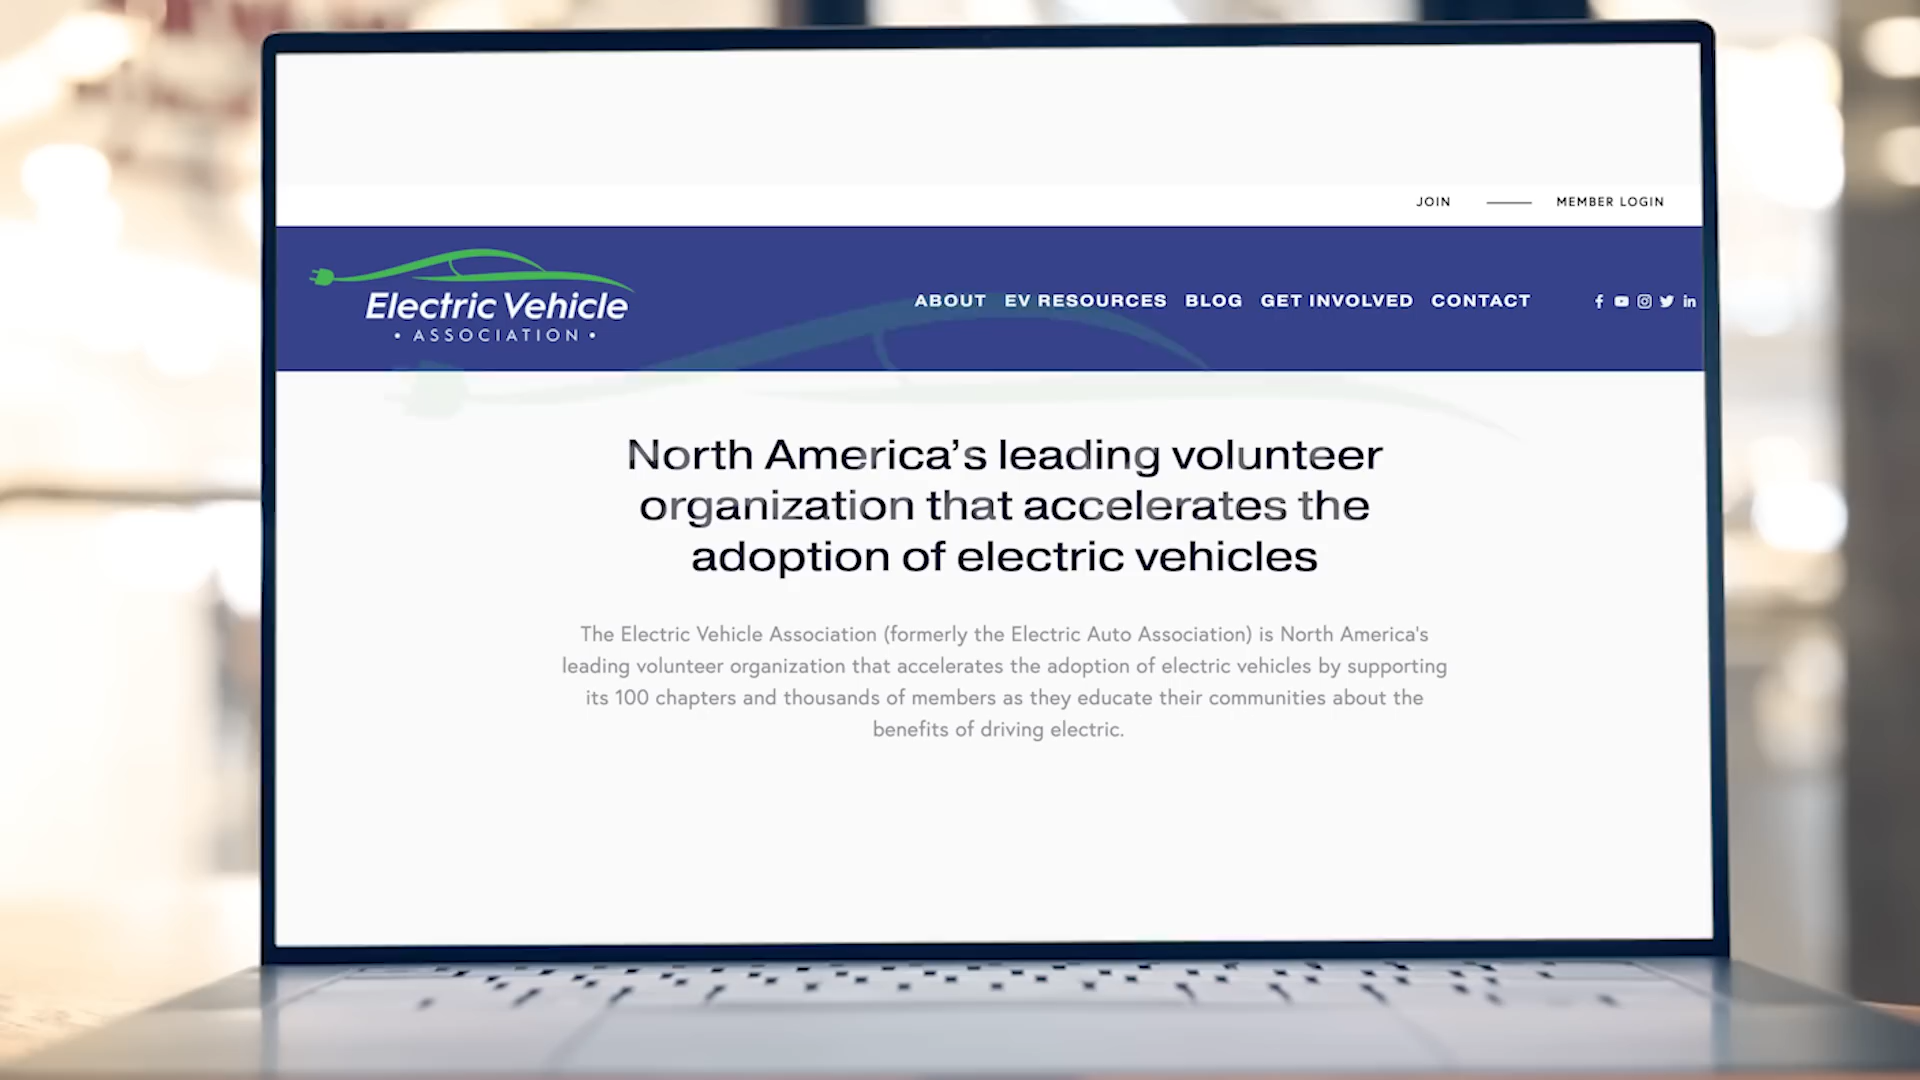 JOIN
MEMBER LOGIN
Electric Vehicle
• ASSOCIATION •
ABOUT EV RESOURCES BLOG GET INVOLVED CONTACT
North America’s leading volunteer
organization that accelerates the
adoption of electric vehicles
The Electric Vehicle Association (formerly the Electric Auto Association) is North America's
leading volunteer organization that accelerates the adoption of electric vehicles by supporting
its 100 chapters and thousands of members as they educate their communities about the
benefits of driving electric.